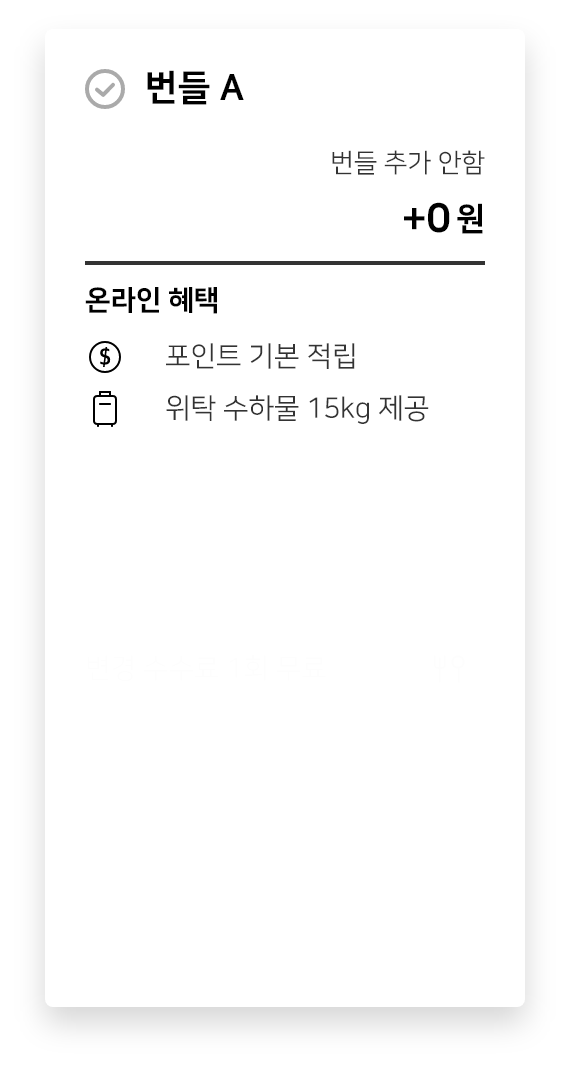 번들 A
번들 추가 안함
+0 원
온라인 혜택
포인트 기본 적립
위탁 수하물 15kg 제공